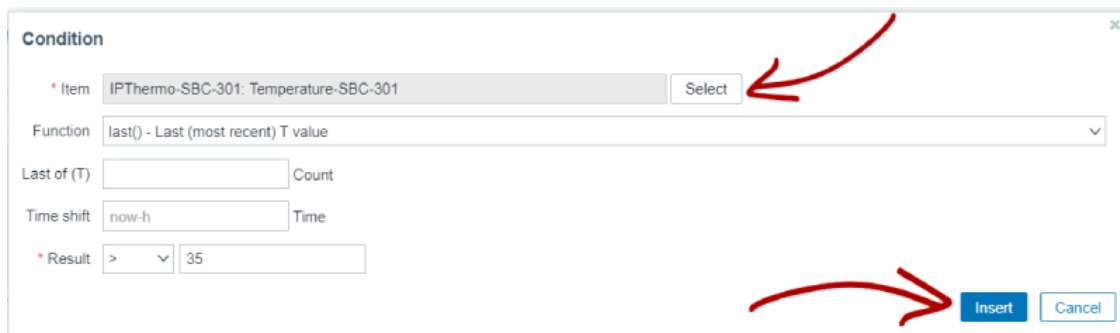 Condition
* Item IPThermo-SBC-301: Temperature-SBC-301 Select
Function last() - Last (most recent) T value
Last of (T) Count
Time shift now-h Time
* Result > 35
Insert Cancel